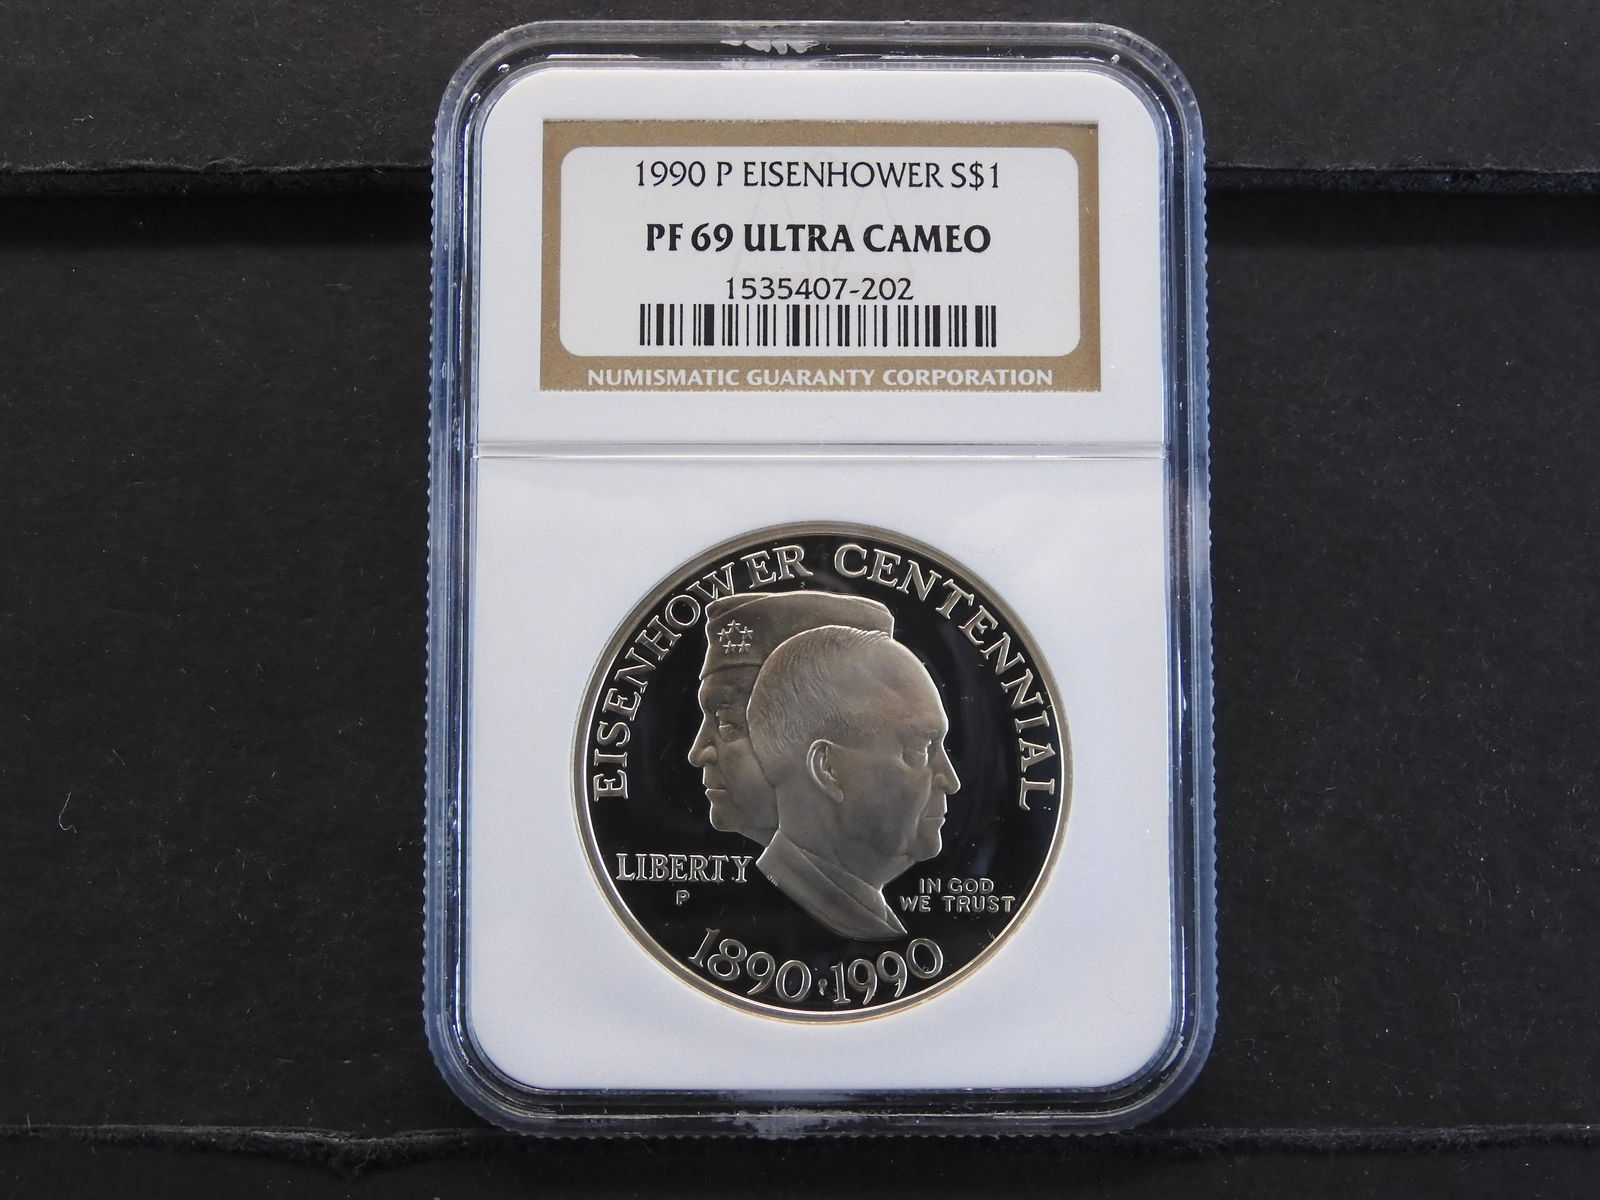 1990 P EISENHOWER S$1
PF 69 ULTRA CAMEO
1535407-202
NUMISMATIC GUARANTY CORPORATION
EISENHOWER CENTENNIAL
LIBERTY
P
IN GOD
WE TRUST
1890•1990